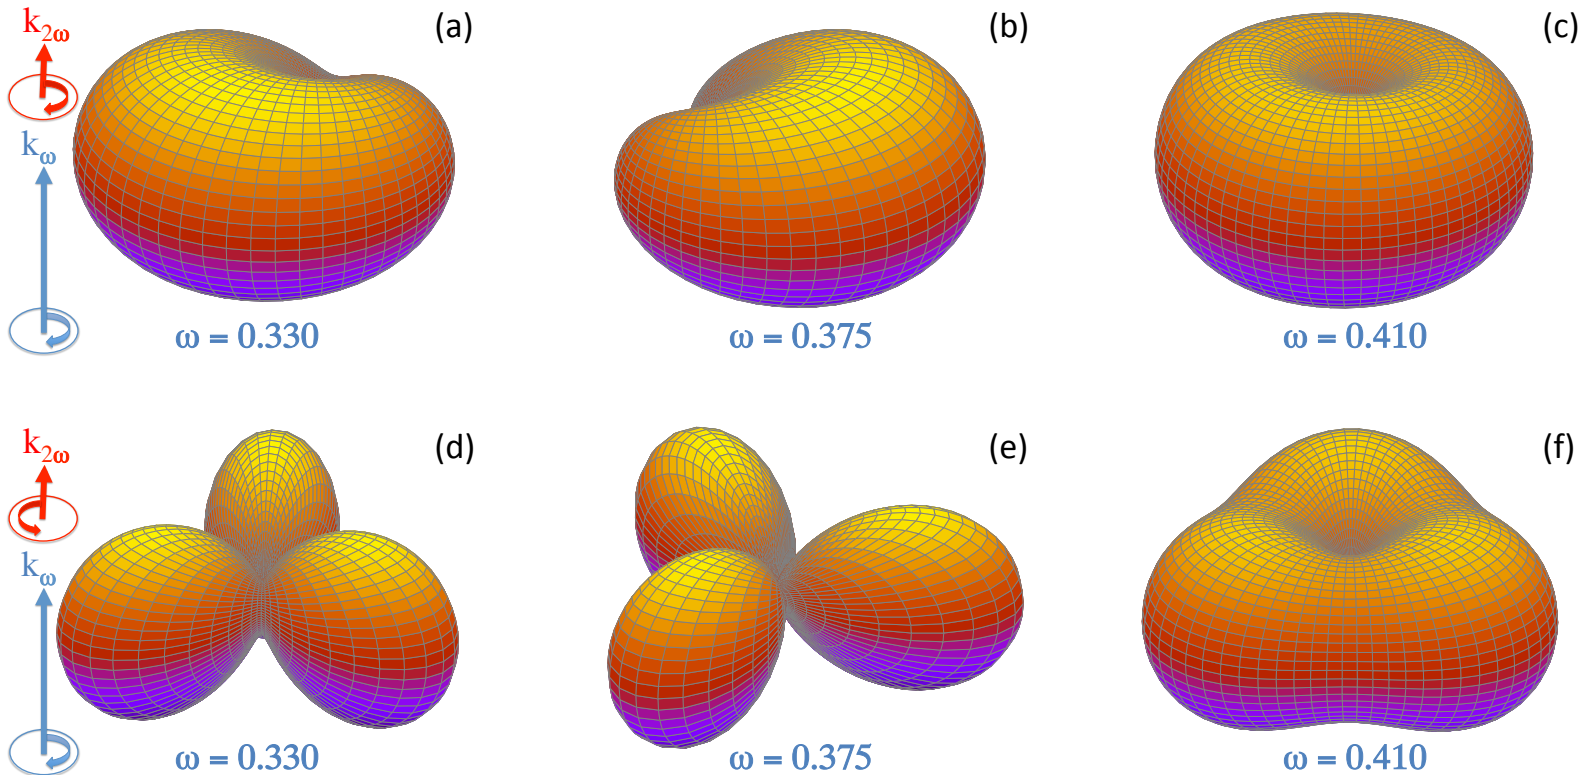 k2ω
(a)
(b)
(c)
kω
ω = 0.330
ω = 0.375
ω = 0.410
k2ω
(d)
(e)
(f)
kω
ω = 0.330
ω = 0.375
ω = 0.410